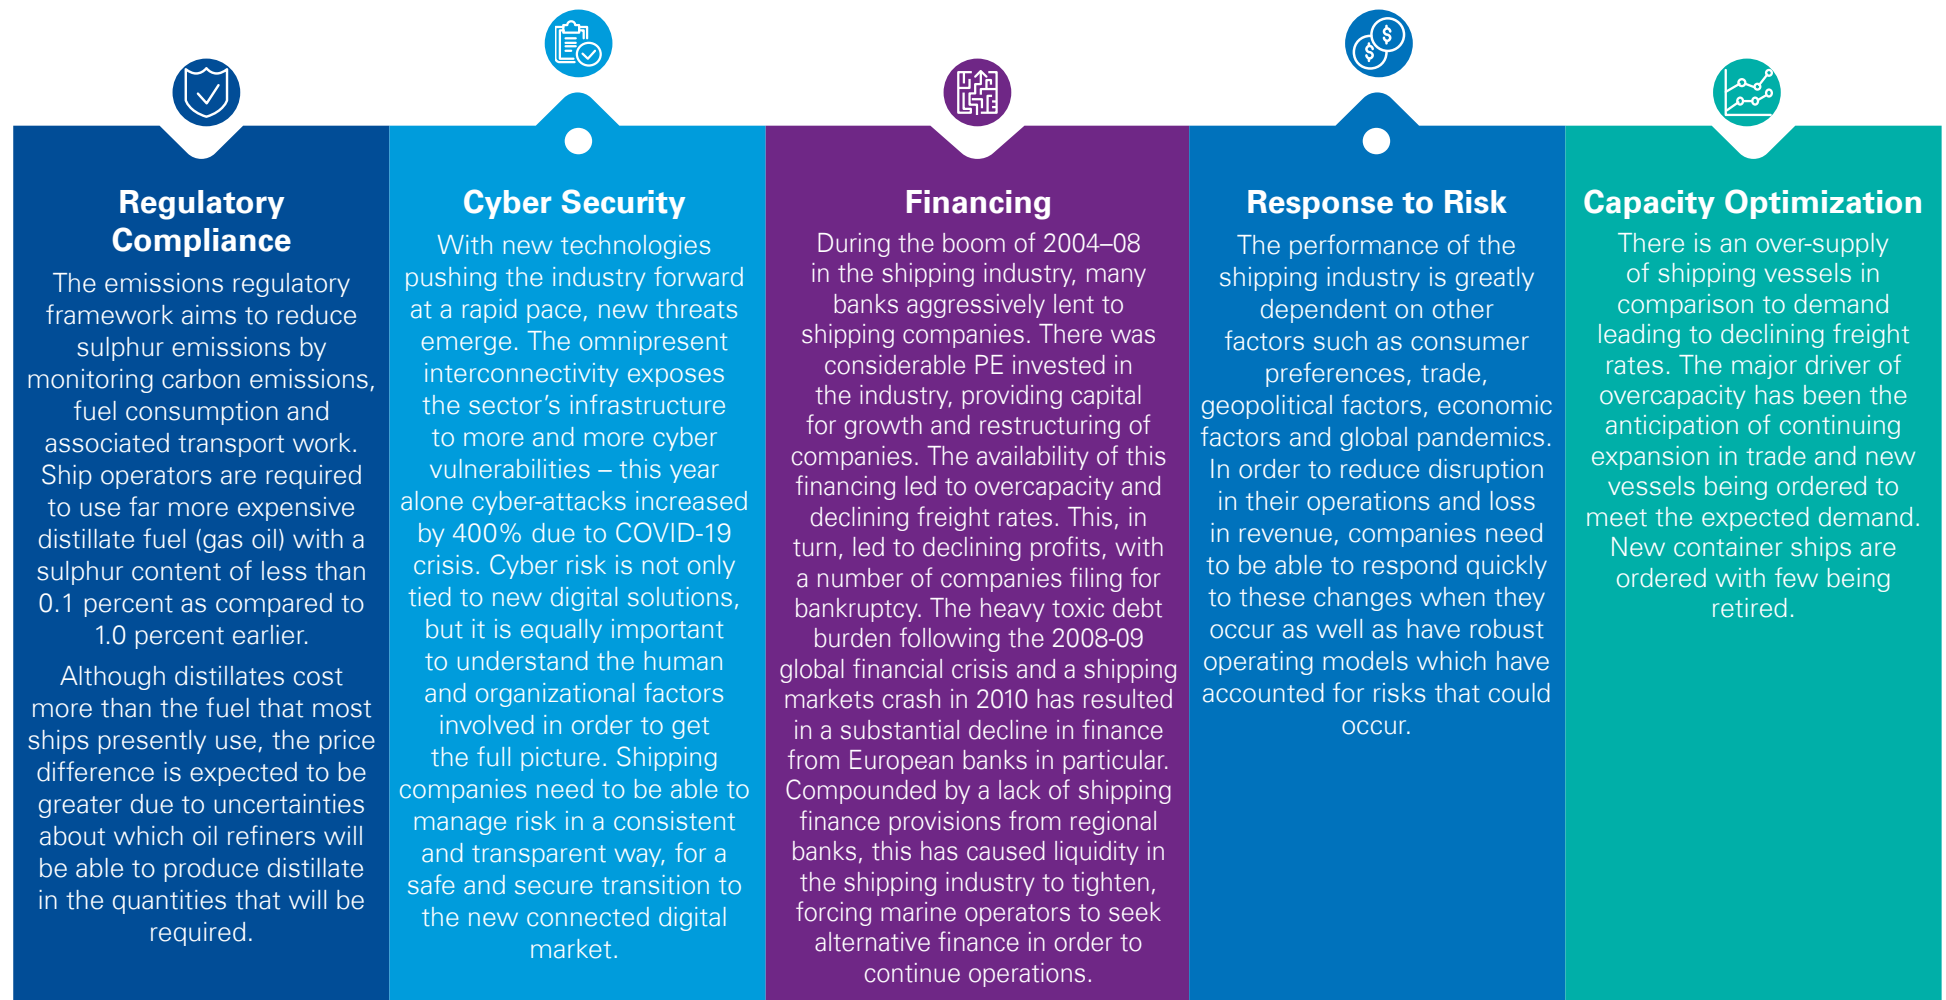 Regulatory
Compliance
The emissions regulatory
framework aims to reduce
sulphur emissions by
monitoring carbon emissions,
fuel consumption and
associated transport work.
Ship operators are required
to use far more expensive
distillate fuel (gas oil) with a
sulphur content of less than
0.1 percent as compared to
1.0 percent earlier.
Although distillates cost
more than the fuel that most
ships presently use, the price
difference is expected to be
greater due to uncertainties
about which oil refiners will
be able to produce distillate
in the quantities that will be
required.
Cyber Security
With new technologies
pushing the industry forward
at a rapid pace, new threats
emerge. The omnipresent
interconnectivity exposes
the sector’s infrastructure
to more and more cyber
vulnerabilities – this year
alone cyber-attacks increased
by 400% due to COVID-19
crisis. Cyber risk is not only
tied to new digital solutions,
but it is equally important
to understand the human
and organizational factors
involved in order to get
the full picture. Shipping
companies need to be able to
manage risk in a consistent
and transparent way, for a
safe and secure transition to
the new connected digital
market.
Financing
During the boom of 2004–08
in the shipping industry, many
banks aggressively lent to
shipping companies. There was
considerable PE invested in
the industry, providing capital
for growth and restructuring of
companies. The availability of this
financing led to overcapacity and
declining freight rates. This, in
turn, led to declining profits, with
a number of companies filing for
bankruptcy. The heavy toxic debt
burden following the 2008-09
global financial crisis and a shipping
markets crash in 2010 has resulted
in a substantial decline in finance
from European banks in particular.
Compounded by a lack of shipping
finance provisions from regional
banks, this has caused liquidity in
the shipping industry to tighten,
forcing marine operators to seek
alternative finance in order to
continue operations.
Response to Risk
The performance of the
shipping industry is greatly
dependent on other
factors such as consumer
preferences, trade,
geopolitical factors, economic
factors and global pandemics.
In order to reduce disruption
in their operations and loss
in revenue, companies need
to be able to respond quickly
to these changes when they
occur as well as have robust
operating models which have
accounted for risks that could
occur.
Capacity Optimization
There is an over-supply
of shipping vessels in
comparison to demand
leading to declining freight
rates. The major driver of
overcapacity has been the
anticipation of continuing
expansion in trade and new
vessels being ordered to
meet the expected demand.
New container ships are
ordered with few being
retired.